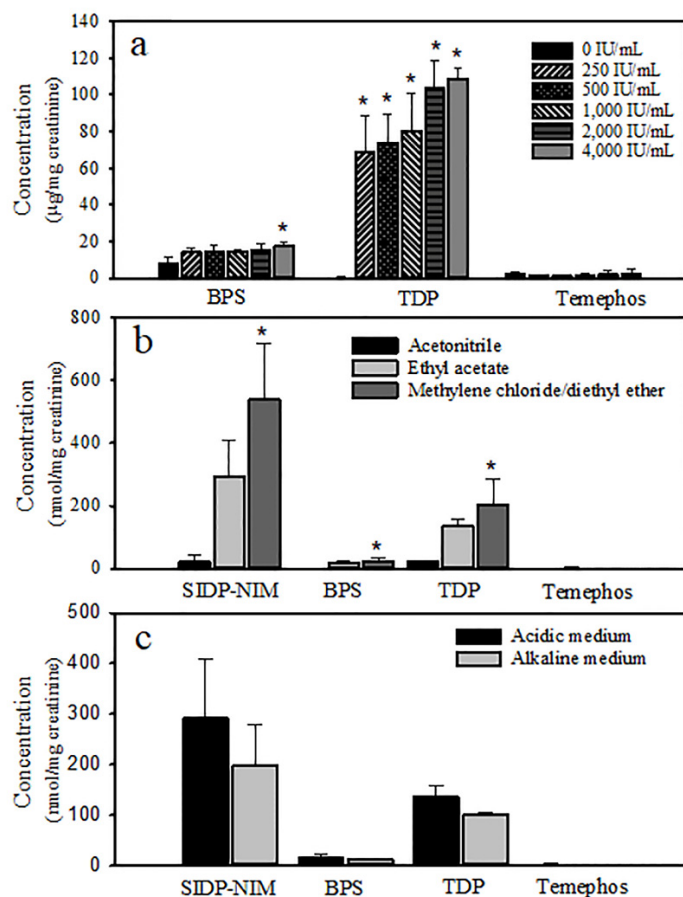 a
140
120
100
80
60
40
20
0
Concentration
(µg/mg creatinine)
0 IU/mL
250 IU/mL
500 IU/mL
1,000 IU/mL
2,000 IU/mL
4,000 IU/mL
* * * * * *
BPS TDP Temephos
b
800
600
400
200
0
Concentration
(nmol/mg creatinine)
Acetonitrile
Ethyl acetate
Methylene chloride/diethyl ether
* * *
SIDP-NIM BPS TDP Temephos
c
500
400
300
200
100
0
Concentration
(nmol/mg creatinine)
Acidic medium
Alkaline medium
SIDP-NIM BPS TDP Temephos